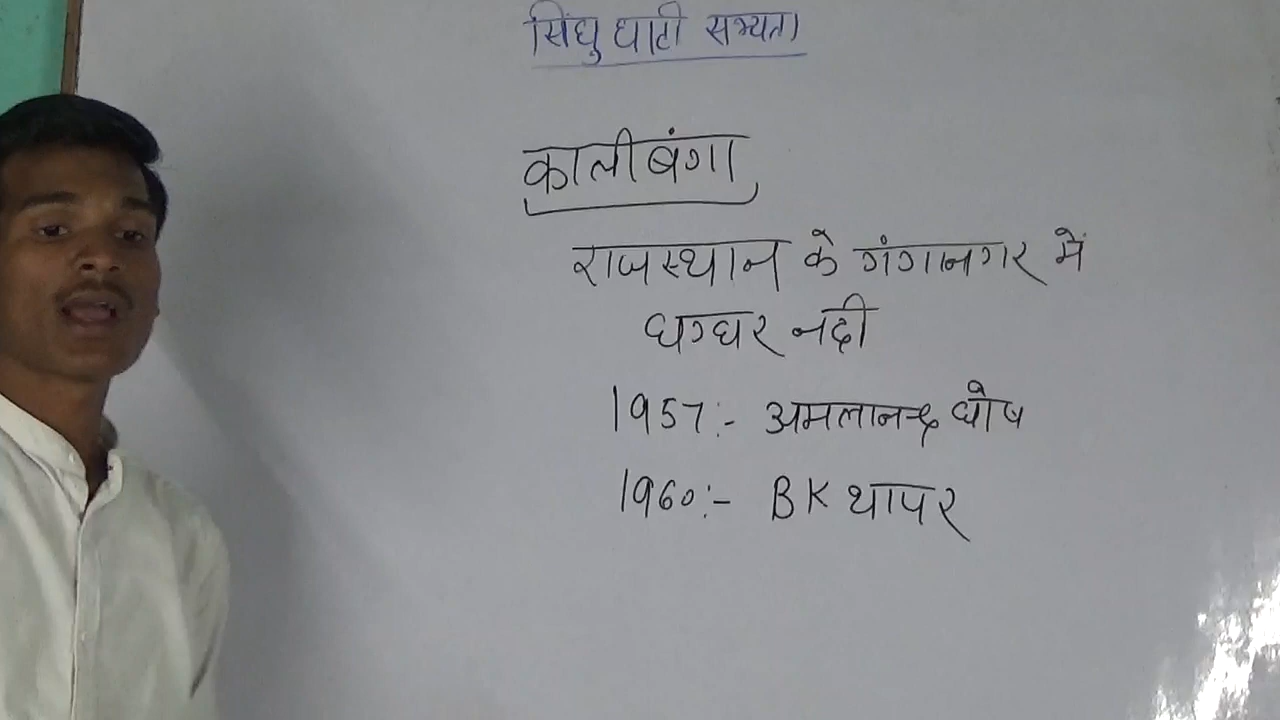 सिंधु घाटी सभ्यता
कालीबंगा
राजस्थान के गंगानगर में
घग्घर नदी
1957:- अमलानन्द घोष
1960:- BK थापर